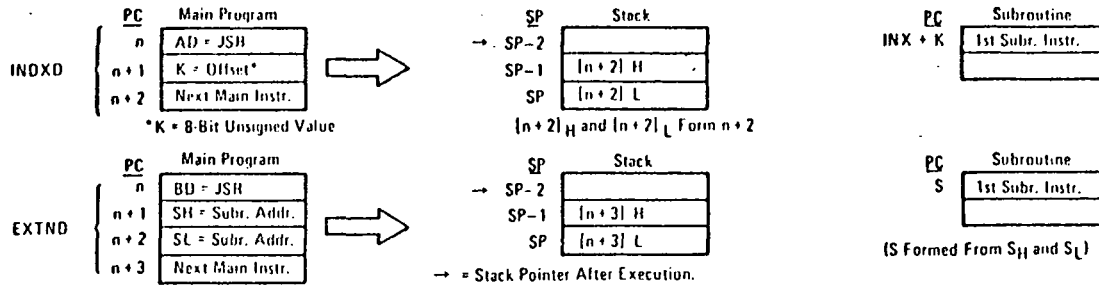 PC Main Program SP Stack PC Subroutine
n AD = JSR → SP-2 INX + K 1st Subr. Instr.
INDXD n + 1 K = Offset* SP-1 [n + 2] H
n + 2 Next Main Instr. SP [n + 2] L
*K = 8-Bit Unsigned Value [n + 2] H and [n + 2] L Form n + 2
PC Main Program SP Stack PC Subroutine
n BD = JSR → SP-2 S 1st Subr. Instr.
n + 1 SH = Subr. Addr. SP-1 [n + 3] H
EXTND n + 2 SL = Subr. Addr. SP [n + 3] L (S Formed From SH and SL)
n + 3 Next Main Instr. → = Stack Pointer After Execution.